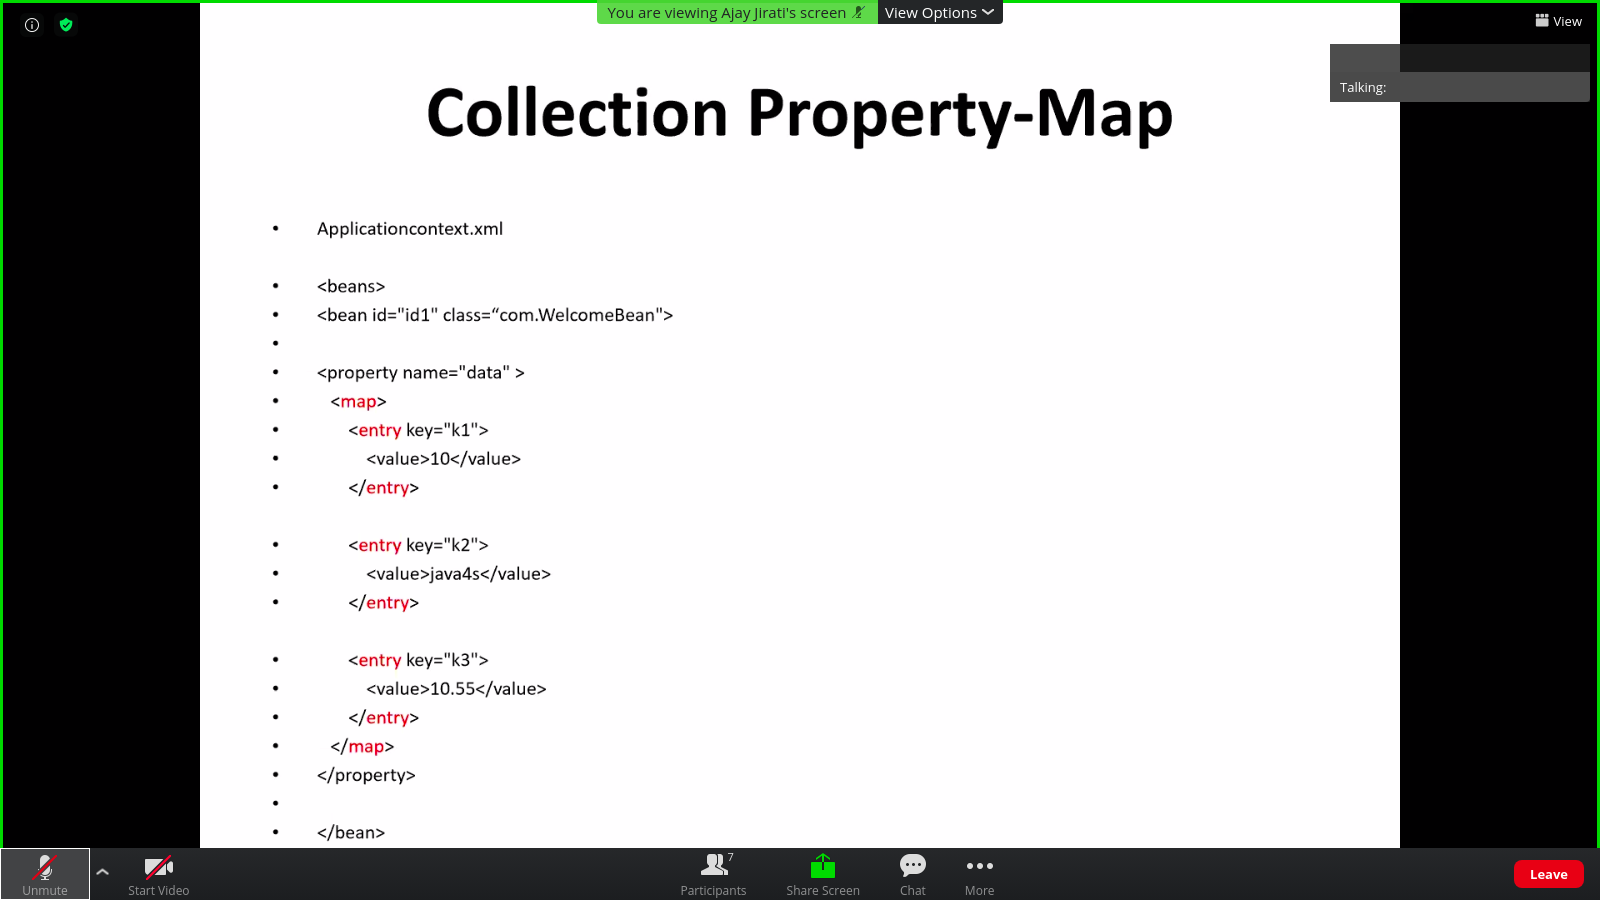 You are viewing Ajay Jirati's screen View Options
View
Talking:
Collection Property-Map
• Applicationcontext.xml
• <beans>
• <bean id="id1" class=“com.WelcomeBean">
•
• <property name="data" >
• <map>
• <entry key="k1">
• <value>10</value>
• </entry>
• <entry key="k2">
• <value>java4s</value>
• </entry>
• <entry key="k3">
• <value>10.55</value>
• </entry>
• </map>
• </property>
•
• </bean>
Unmute Start Video Participants 7 Share Screen Chat More Leave